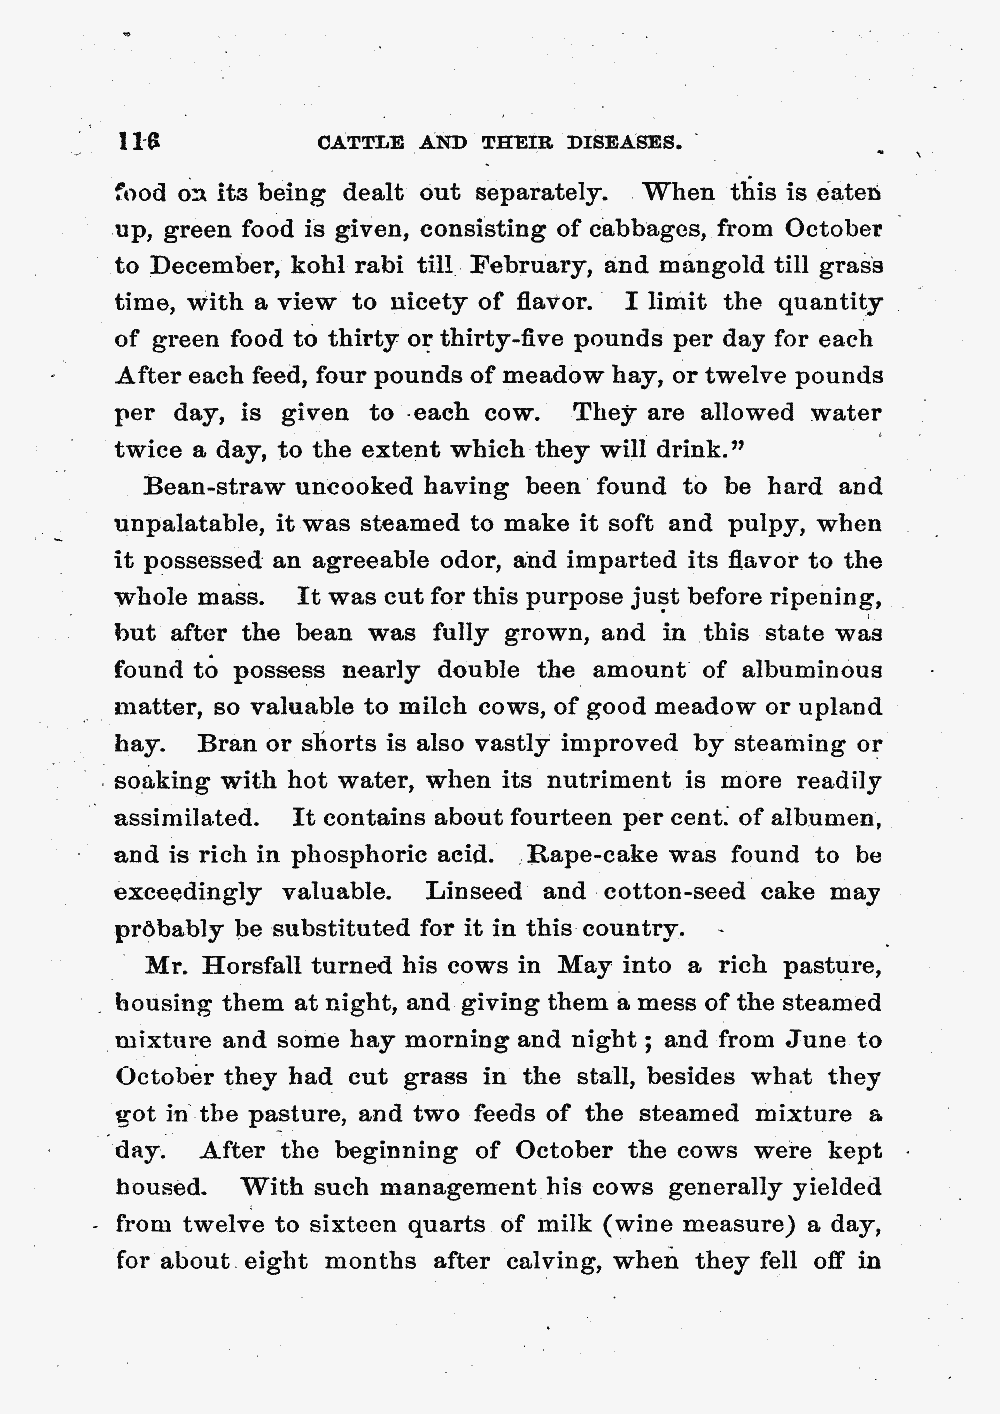 116 CATTLE AND THEIR DISEASES.
food on its being dealt out separately. When this is eaten
up, green food is given, consisting of cabbages, from October
to December, kohl rabi till February, and mangold till grass
time, with a view to nicety of flavor. I limit the quantity
of green food to thirty or thirty-five pounds per day for each
After each feed, four pounds of meadow hay, or twelve pounds
per day, is given to each cow. They are allowed water
twice a day, to the extent which they will drink.”
Bean-straw uncooked having been found to be hard and
unpalatable, it was steamed to make it soft and pulpy, when
it possessed an agreeable odor, and imparted its flavor to the
whole mass. It was cut for this purpose just before ripening,
but after the bean was fully grown, and in this state was
found to possess nearly double the amount of albuminous
matter, so valuable to milch cows, of good meadow or upland
hay. Bran or shorts is also vastly improved by steaming or
soaking with hot water, when its nutriment is more readily
assimilated. It contains about fourteen per cent. of albumen,
and is rich in phosphoric acid. Rape-cake was found to be
exceedingly valuable. Linseed and cotton-seed cake may
probably be substituted for it in this country.
Mr. Horsfall turned his cows in May into a rich pasture,
housing them at night, and giving them a mess of the steamed
mixture and some hay morning and night ; and from June to
October they had cut grass in the stall, besides what they
got in the pasture, and two feeds of the steamed mixture a
day. After the beginning of October the cows were kept
housed. With such management his cows generally yielded
from twelve to sixteen quarts of milk (wine measure) a day,
for about eight months after calving, when they fell off in